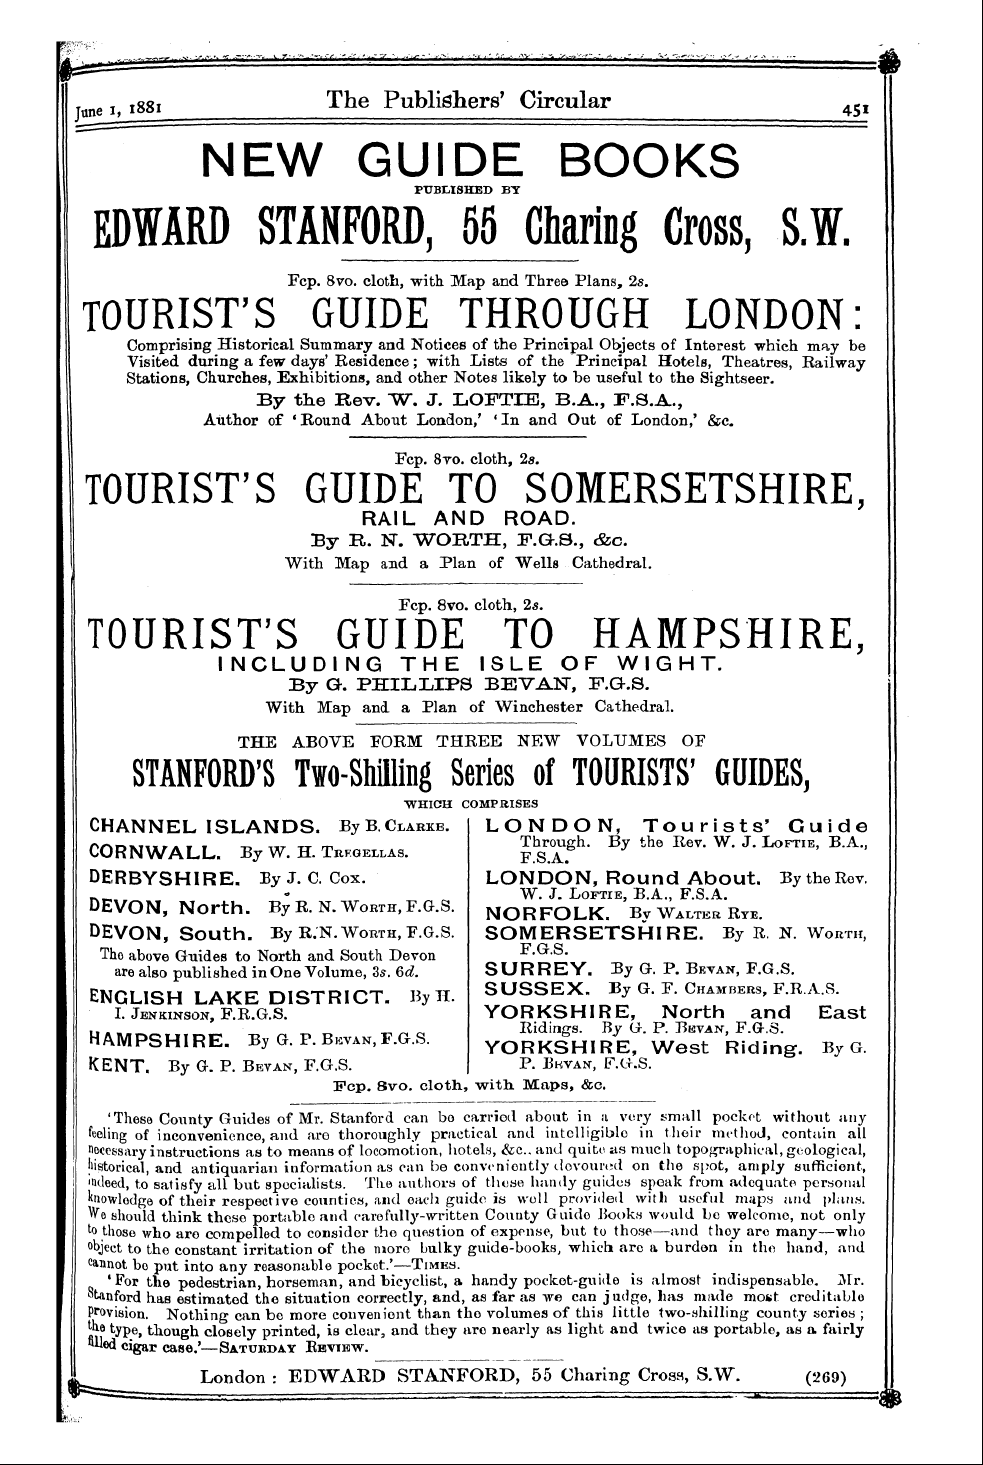 June 1, 1881 The Publishers' Circular 451
NEW GUIDE BOOKS
PUBLISHED BY
EDWARD STANFORD, 55 Charing Cross, S.W.
Fcp. 8vo. cloth, with Map and Three Plans, 2s.
TOURIST'S GUIDE THROUGH LONDON:
Comprising Historical Summary and Notices of the Principal Objects of Interest which may be
Visited during a few days' Residence; with Lists of the Principal Hotels, Theatres, Railway
Stations, Churches, Exhibitions, and other Notes likely to be useful to the Sightseer.
By the Rev. W. J. LOFTIE, B.A., F.S.A.,
Author of 'Round About London,' 'In and Out of London,' &c.
Fcp. 8vo. cloth, 2s.
TOURIST'S GUIDE TO SOMERSETSHIRE,
RAIL AND ROAD.
By R. N. WORTH, F.G.S., &c.
With Map and a Plan of Wells Cathedral.
Fcp. 8vo. cloth, 2s.
TOURIST'S GUIDE TO HAMPSHIRE,
INCLUDING THE ISLE OF WIGHT.
By G. PHILLIPS BEVAN, F.G.S.
With Map and a Plan of Winchester Cathedral.
THE ABOVE FORM THREE NEW VOLUMES OF
STANFORD'S Two-Shilling Series of TOURISTS' GUIDES,
WHICH COMPRISES
CHANNEL ISLANDS. By B. CLARKE.
CORNWALL. By W. H. TREGELLAS.
DERBYSHIRE. By J. C. Cox.
DEVON, North. By R. N. WORTH, F.G.S.
DEVON, South. By R. N. WORTH, F.G.S.
The above Guides to North and South Devon
are also published in One Volume, 3s. 6d.
ENGLISH LAKE DISTRICT. By H.
I. JENKINSON, F.R.G.S.
HAMPSHIRE. By G. P. BEVAN, F.G.S.
KENT. By G. P. BEVAN, F.G.S.
LONDON, Tourists' Guide
Through. By the Rev. W. J. LOFTIE, B.A.,
F.S.A.
LONDON, Round About. By the Rev.
W. J. LOFTIE, B.A., F.S.A.
NORFOLK. By WALTER RYE.
SOMERSETSHIRE. By R. N. WORTH,
F.G.S.
SURREY. By G. P. BEVAN, F.G.S.
SUSSEX. By G. F. CHAMBERS, F.R.A.S.
YORKSHIRE, North and East
Ridings. By G. P. BEVAN, F.G.S.
YORKSHIRE, West Riding. By G.
P. BEVAN, F.G.S.
Fcp. 8vo. cloth, with Maps, &c.
'These County Guides of Mr. Stanford can be carried about in a very small pocket without any
feeling of inconvenience, and are thoroughly practical and intelligible in their method, contain all
necessary instructions as to means of locomotion, hotels, &c.. and quite as much topographical, geological,
historical, and antiquarian information as can be conveniently devoured on the spot, amply sufficient,
indeed, to satisfy all but specialists. The authors of these handy guides speak from adequate personal
knowledge of their respective counties, and each guide is well provided with useful maps and plans.
We should think these portable and carefully-written County Guide Books would be welcome, not only
to those who are compelled to consider the question of expense, but to those—and they are many—who
object to the constant irritation of the more bulky guide-books, which are a burden in the hand, and
cannot be put into any reasonable pocket.'—TIMES.
'For the pedestrian, horseman, and bicyclist, a handy pocket-guide is almost indispensable. Mr.
Stanford has estimated the situation correctly, and, as far as we can judge, has made most creditable
provision. Nothing can be more convenient than the volumes of this little two-shilling county series;
the type, though closely printed, is clear, and they are nearly as light and twice as portable, as a fairly
filled cigar case.'—SATURDAY REVIEW.
London: EDWARD STANFORD, 55 Charing Cross, S.W. (269)